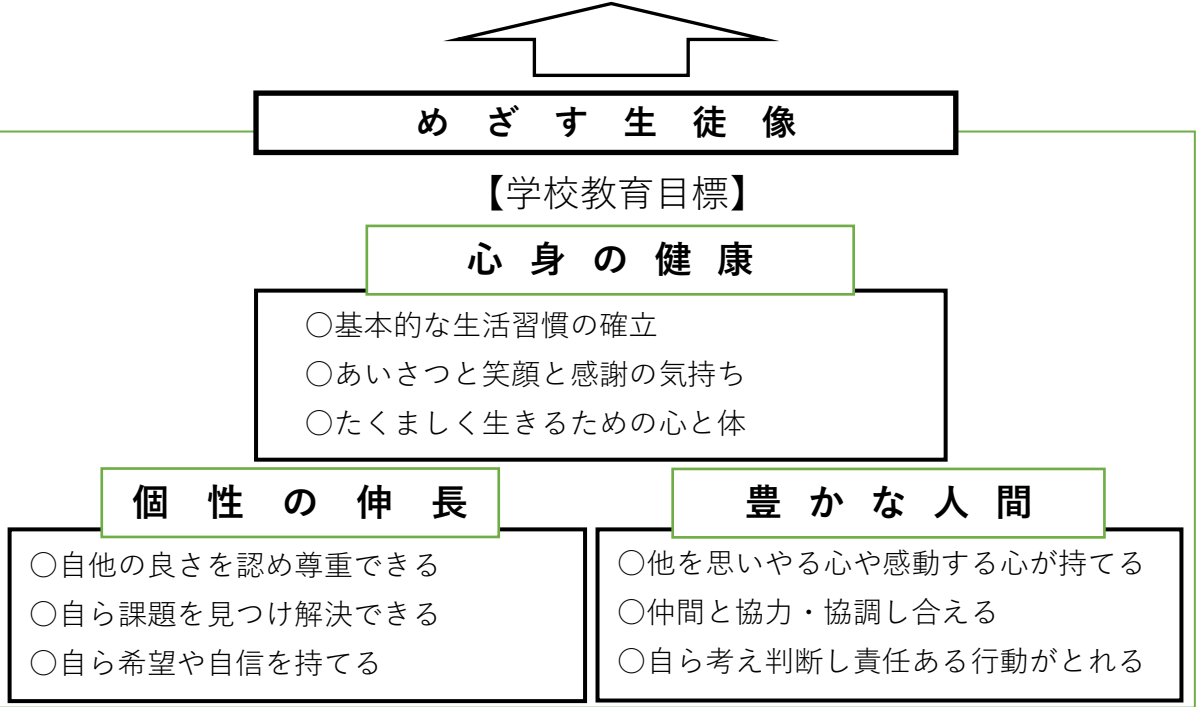 めざす生徒像
【学校教育目標】
心身の健康
○基本的な生活習慣の確立
○あいさつと笑顔と感謝の気持ち
○たくましく生きるための心と体
個性の伸長
○自他の良さを認め尊重できる
○自ら課題を見つけ解決できる
○自ら希望や自信を持てる
豊かな人間
○他を思いやる心や感動する心が持てる
○仲間と協力・協調し合える
○自ら考え判断し責任ある行動がとれる